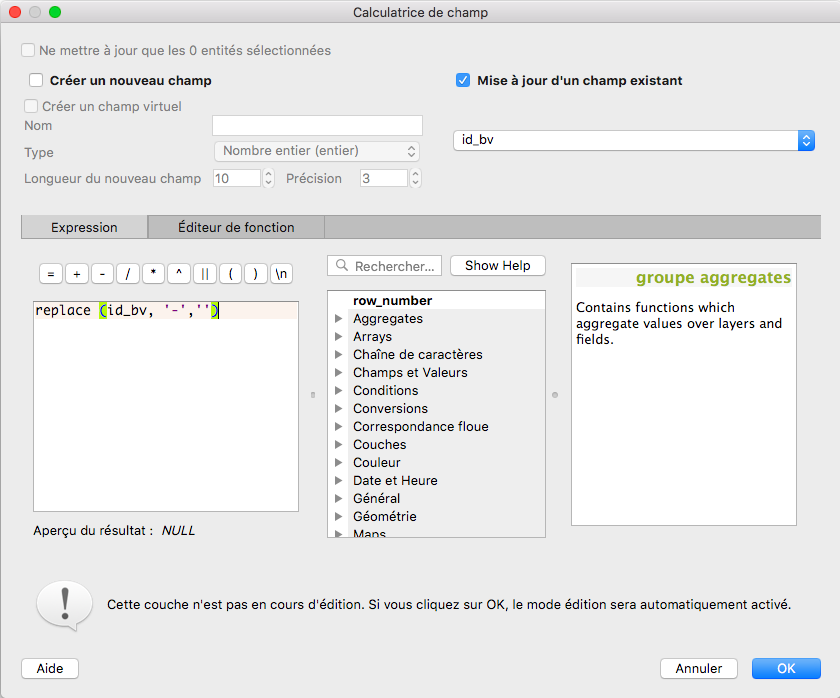 Calculatrice de champ
Ne mettre à jour que les 0 entités sélectionnées
Créer un nouveau champ
Mise à jour d'un champ existant
Créer un champ virtuel
Nom
id_bv
Type
Nombre entier (entier)
Longueur du nouveau champ
10
Précision
3
Expression
Éditeur de fonction
= + - / * ^ || ( ) \n
Rechercher...
Show Help
replace (id_bv, '-','')
row_number
Aggregates
Arrays
Chaîne de caractères
Champs et Valeurs
Conditions
Conversions
Correspondance floue
Couches
Couleur
Date et Heure
Général
Géométrie
Maps
groupe aggregates
Contains functions which
aggregate values over layers and
fields.
Aperçu du résultat : NULL
Cette couche n'est pas en cours d'édition. Si vous cliquez sur OK, le mode édition sera automatiquement activé.
Aide
Annuler
OK